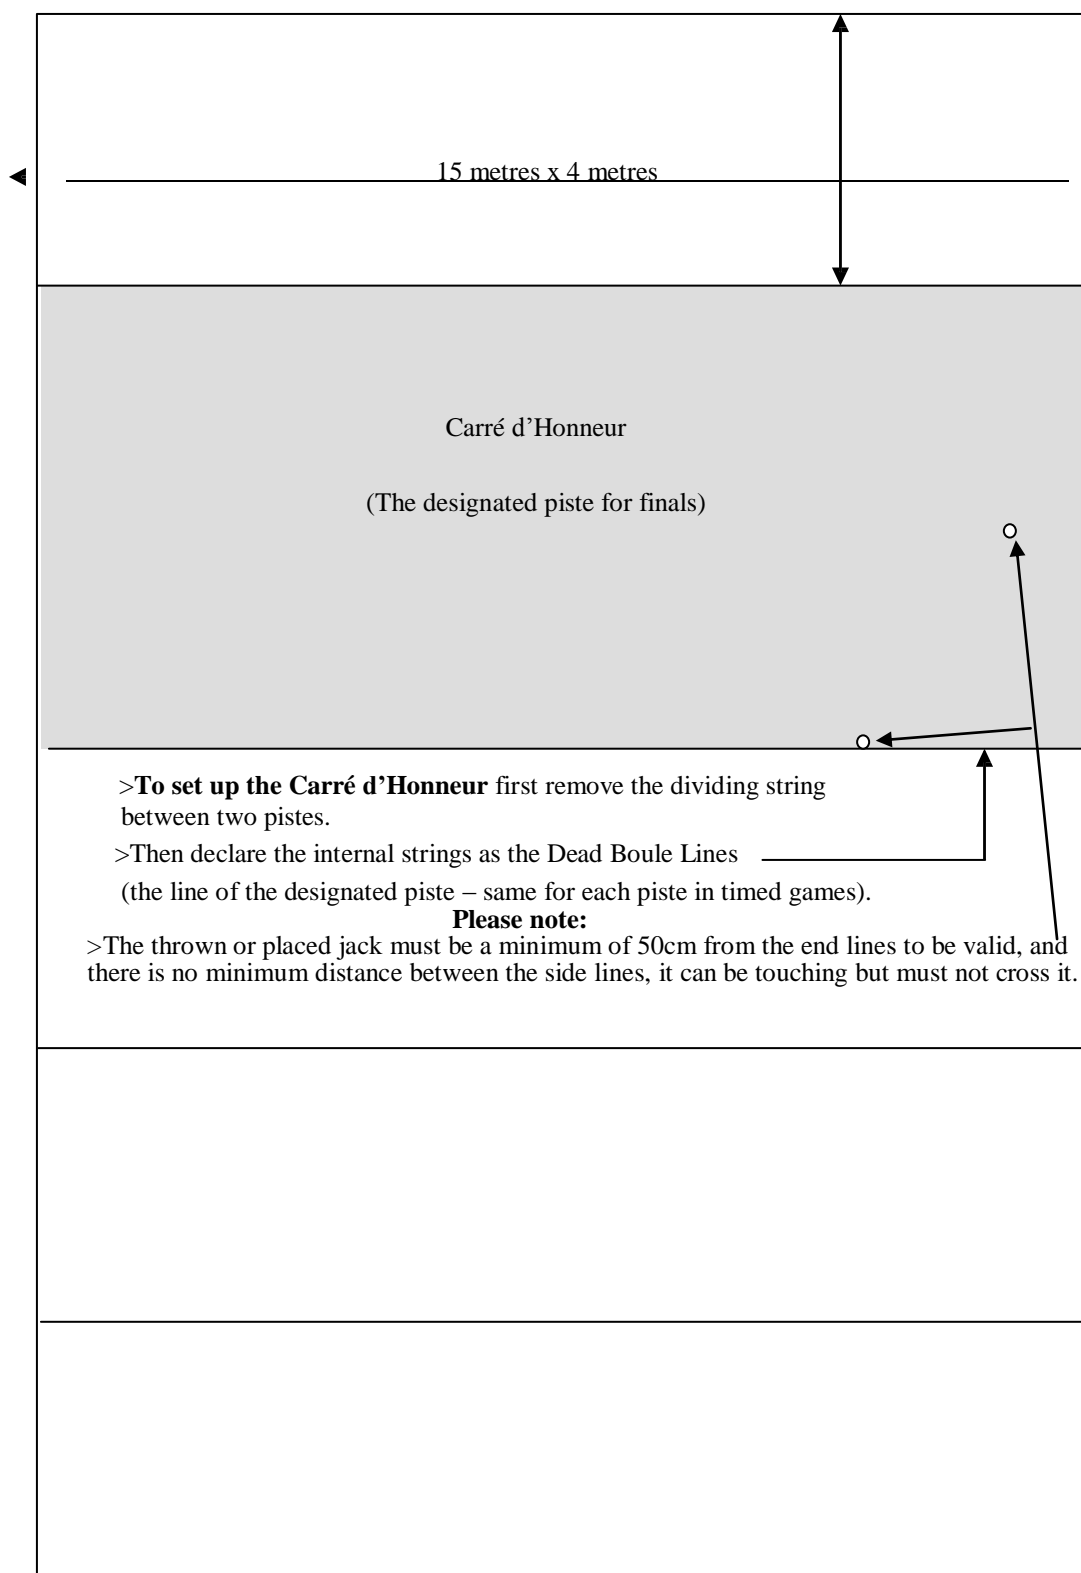 15 metres x 4 metres
Carré d’Honneur
(The designated piste for finals)
>To set up the Carré d’Honneur first remove the dividing string
between two pistes.
>Then declare the internal strings as the Dead Boule Lines
(the line of the designated piste – same for each piste in timed games).
Please note:
>The thrown or placed jack must be a minimum of 50cm from the end lines to be valid, and
there is no minimum distance between the side lines, it can be touching but must not cross it.